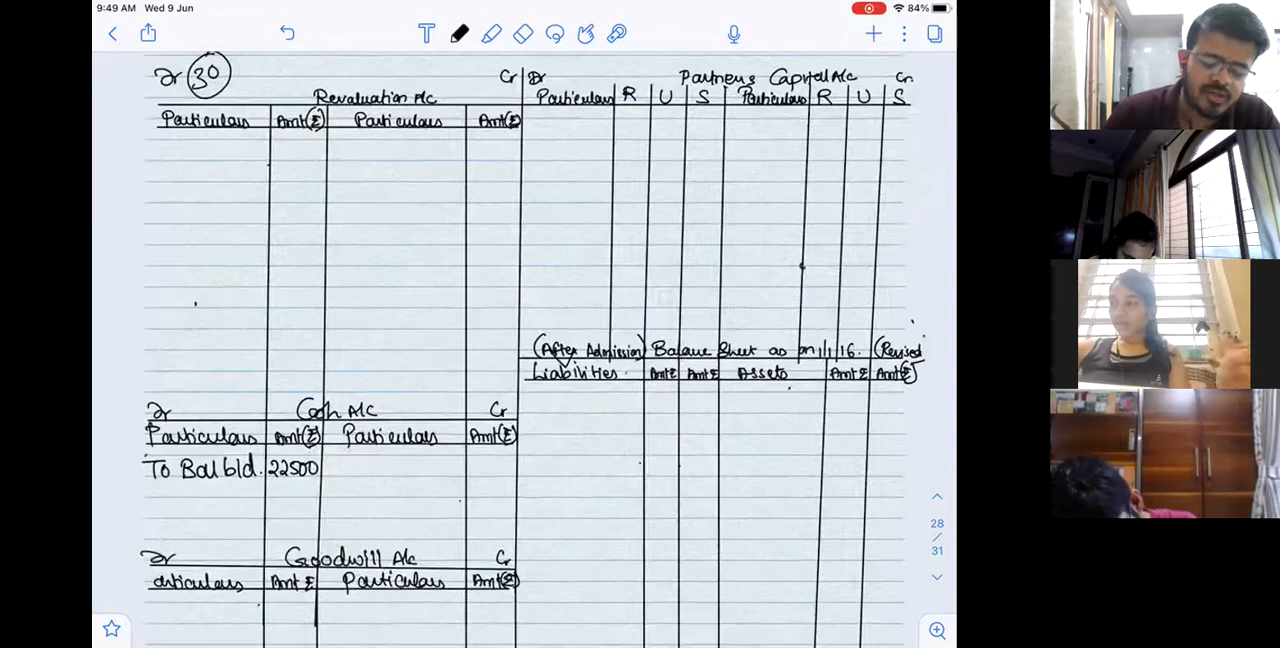 9:49 AM Wed 9 Jun
84%
Dr 30 Cr
Revaluation A/c
Particulars Amt(₹) Particulars Amt(₹)
Dr Partners Capital A/c Cr
Particulars R U S Particulars R U S
(After Admission) Balance Sheet as on 1/1/16. (Revised
Liabilities Amt ₹ Amt ₹ Assets Amt ₹ Amt(₹)
Dr Cash A/c Cr
Particulars Amt(₹) Particulars Amt(₹)
To Bal b/d. 22500
Dr Goodwill A/c Cr
articulars Amt ₹ Particulars Amt(₹)
28
/
31